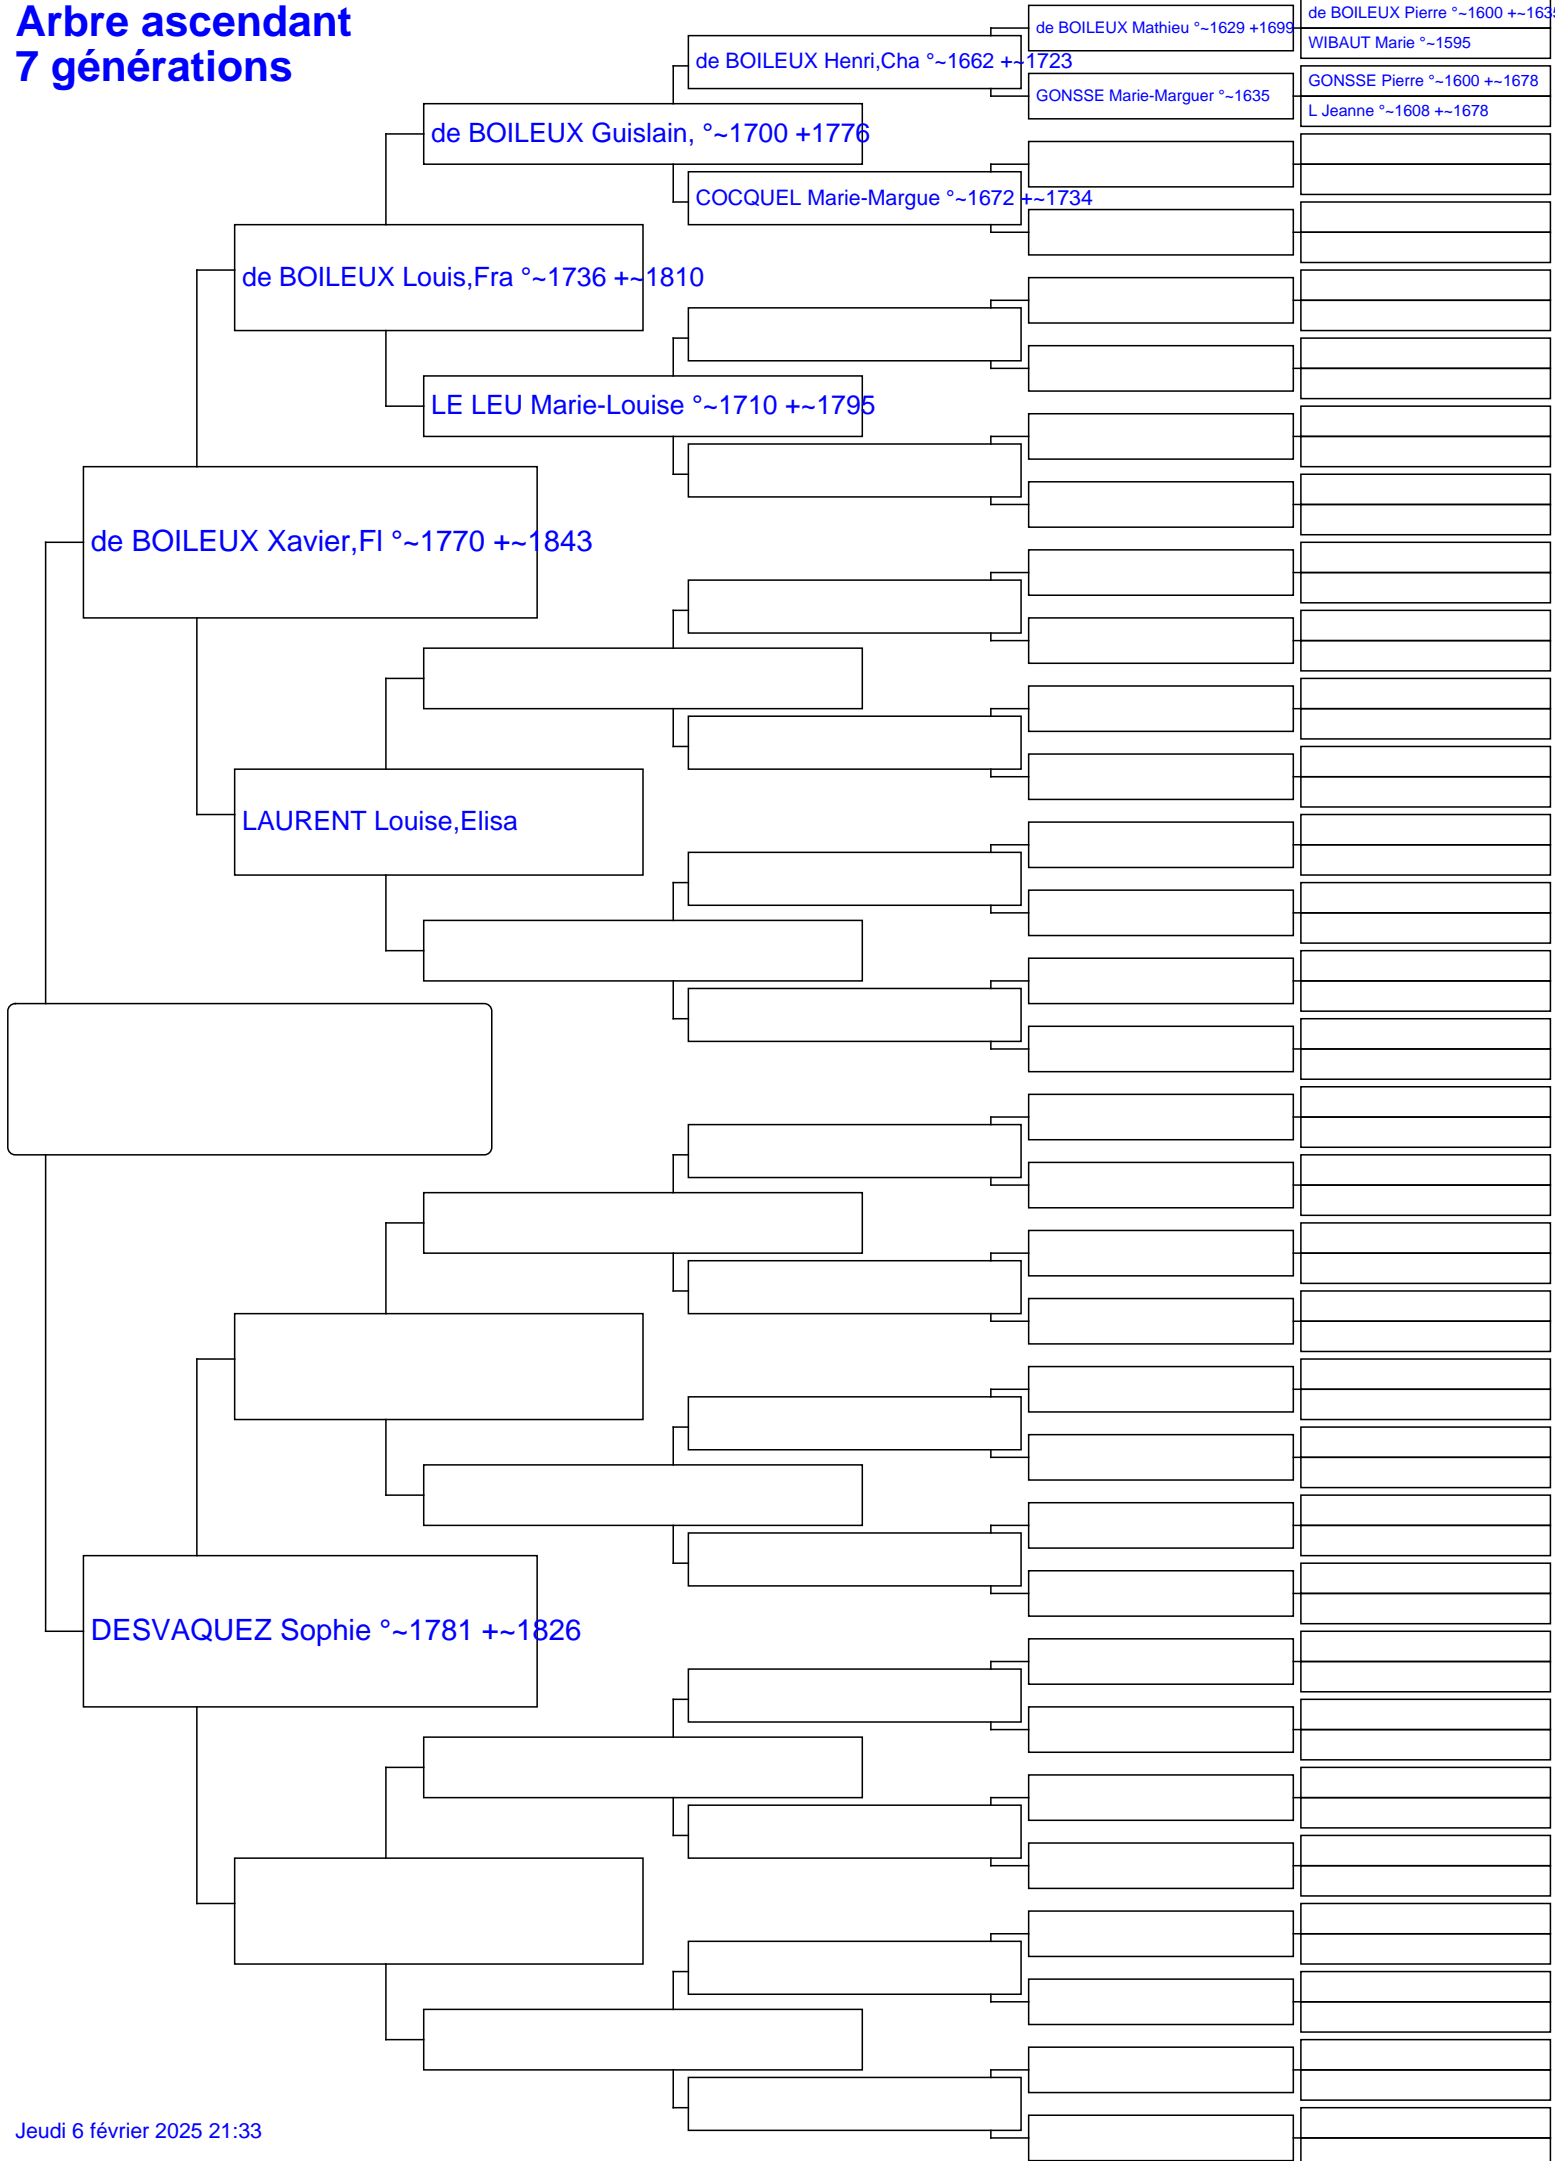 Arbre ascendant
7 générations
de BOILEUX Pierre °~1600 +~1635
de BOILEUX Mathieu °~1629 +1699
WIBAUT Marie °~1595
de BOILEUX Henri,Cha °~1662 +~1723
GONSSE Pierre °~1600 +~1678
GONSSE Marie-Marguer °~1635
L Jeanne °~1608 +~1678
de BOILEUX Guislain, °~1700 +1776
COCQUEL Marie-Margue °~1672 +~1734
de BOILEUX Louis,Fra °~1736 +~1810
LE LEU Marie-Louise °~1710 +~1795
de BOILEUX Xavier,Fl °~1770 +~1843
LAURENT Louise,Elisa
DESVAQUEZ Sophie °~1781 +~1826
Jeudi 6 février 2025 21:33